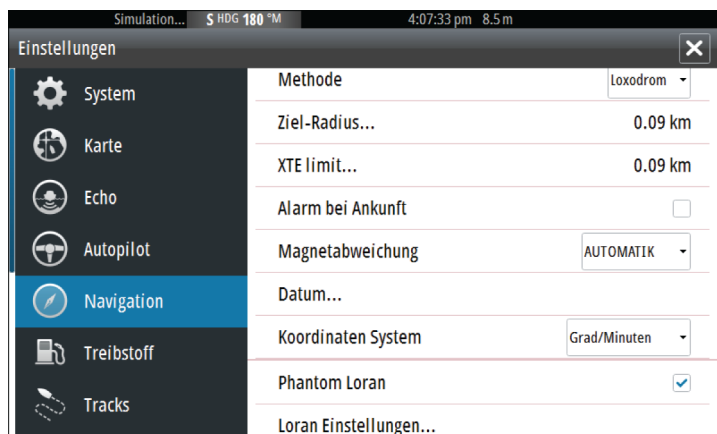 Simulation... S HDG 180 °M 4:07:33 pm 8.5 m
Einstellungen
System
Karte
Echo
Autopilot
Navigation
Treibstoff
Tracks
Methode Loxodrom
Ziel-Radius... 0.09 km
XTE limit... 0.09 km
Alarm bei Ankunft
Magnetabweichung AUTOMATIK
Datum...
Koordinaten System Grad/Minuten
Phantom Loran
Loran Einstellungen...